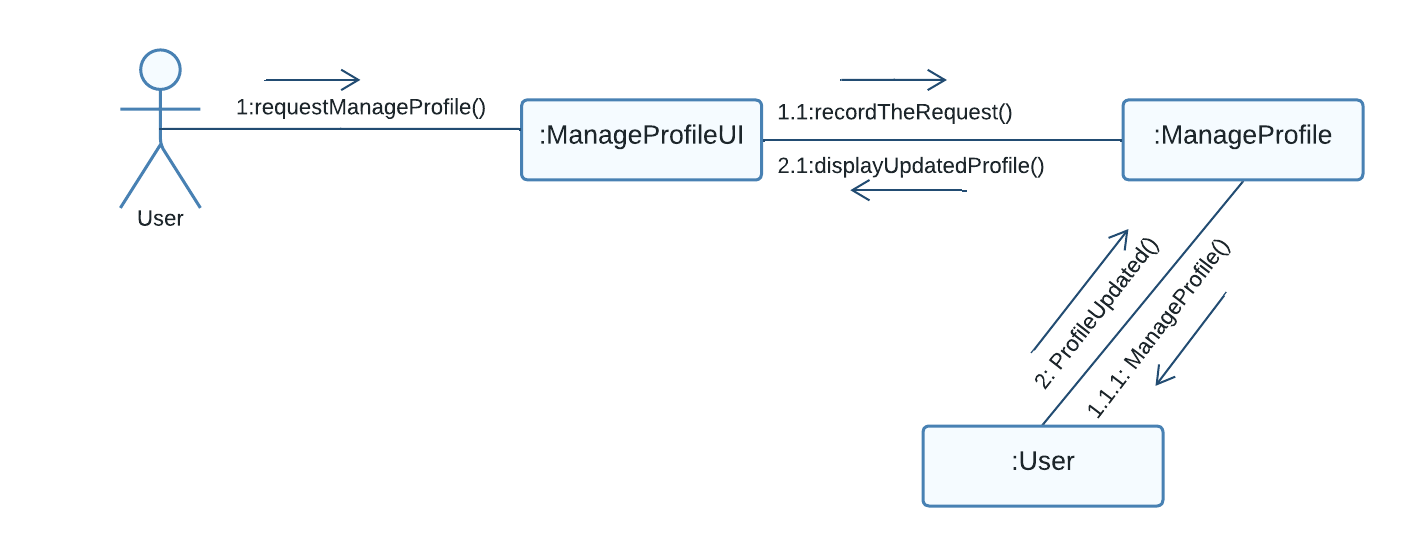 1:requestManageProfile()
User
:ManageProfileUI
1.1:recordTheRequest()
2.1:displayUpdatedProfile()
:ManageProfile
2: ProfileUpdated()
1.1.1: ManageProfile()
:User